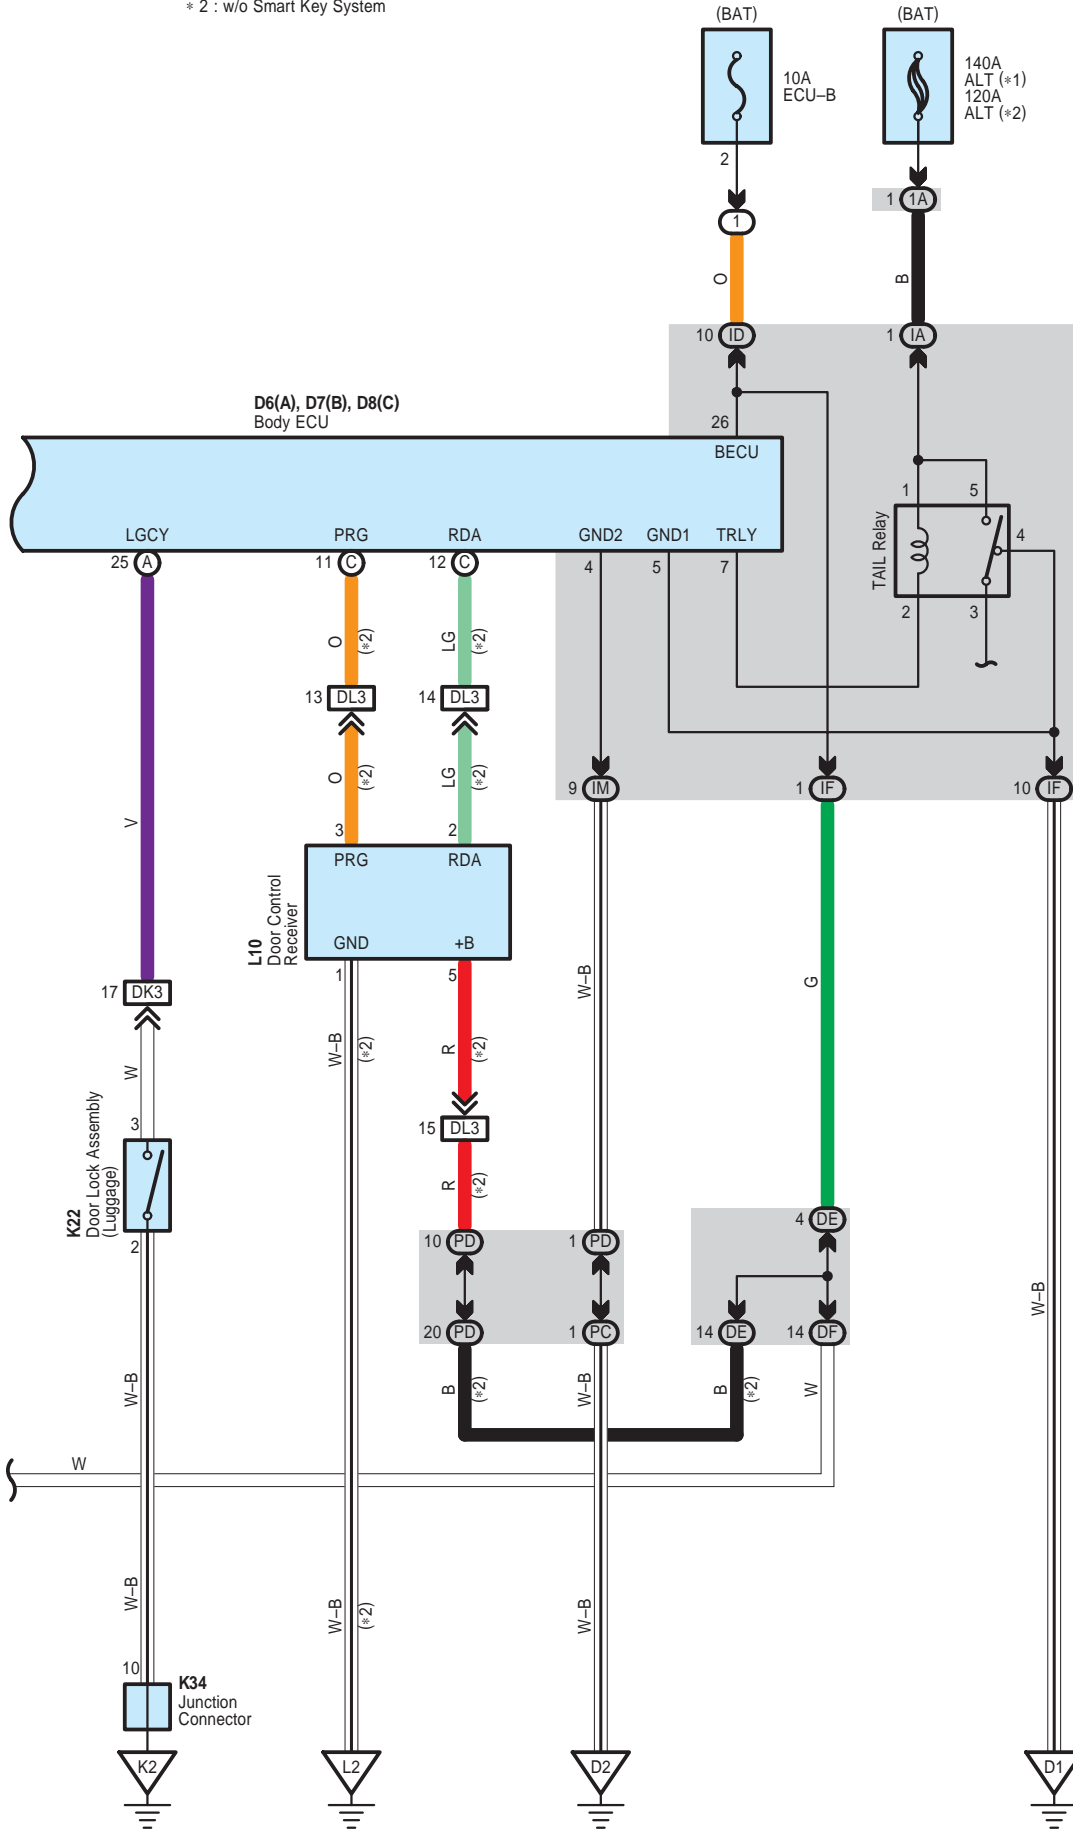 ∗ 2 : w/o Smart Key System
(BAT)
(BAT)
10A
ECU–B
140A
ALT (∗1)
120A
ALT (∗2)
2
1
1 1A
O
B
10 ID
1 IA
D6(A), D7(B), D8(C)
Body ECU
26
BECU
LGCY
PRG
RDA
GND2
GND1
TRLY
25 A
11 C
12 C
4
5
7
1
5
4
TAIL Relay
2
3
O
(∗2)
LG
(∗2)
13 DL3
14 DL3
O
(∗2)
LG
(∗2)
9 IM
1 IF
10 IF
V
3
2
PRG
RDA
L10
Door Control
Receiver
GND
+B
1
5
17 DK3
W–B
G
W–B
(∗2)
R
(∗2)
W
15 DL3
3
K22
Door Lock Assembly
(Luggage)
2
R
(∗2)
10 PD
1 PD
4 DE
20 PD
1 PC
14 DE
14 DF
W–B
W–B
B
(∗2)
W–B
B
(∗2)
W
W
W–B
W–B
(∗2)
W–B
10
K34
Junction
Connector
K2
L2
D2
D1